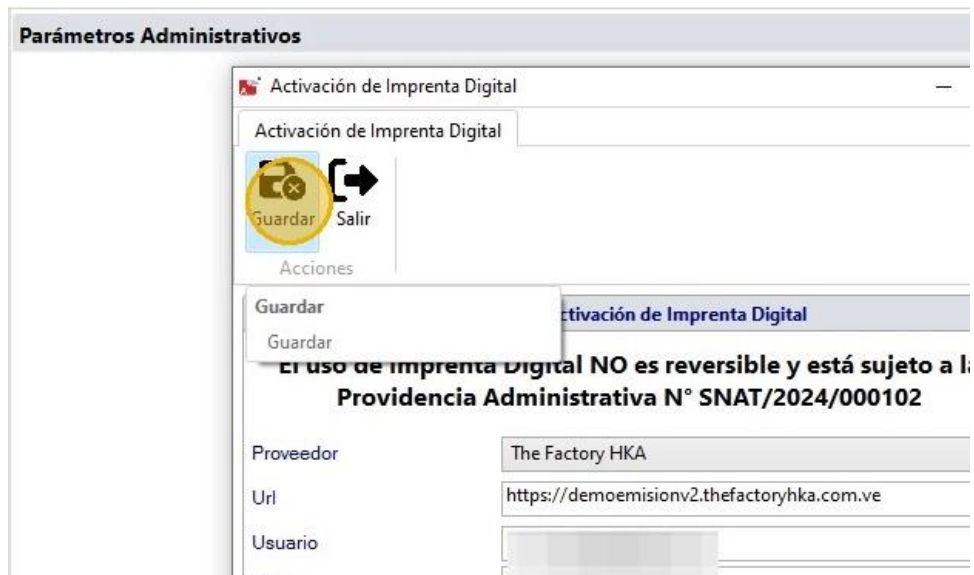 Parámetros Administrativos
Activación de Imprenta Digital
Activación de Imprenta Digital
Guardar Salir
Acciones
Guardar
Guardar
ctivación de Imprenta Digital
El uso de Imprenta Digital NO es reversible y está sujeto a la
Providencia Administrativa N° SNAT/2024/000102
Proveedor The Factory HKA
Url https://demoemisionv2.thefactoryhka.com.ve
Usuario